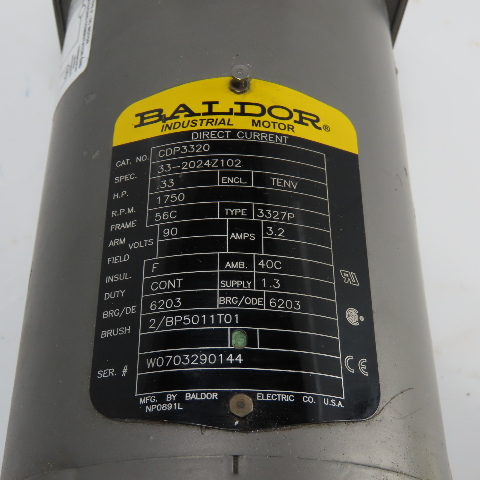 BALDOR®
INDUSTRIAL MOTOR
DIRECT CURRENT
CAT. NO. CDP3320
SPEC. 33-2024Z102
H.P. .33 ENCL. TENV
R.P.M. 1750
FRAME 56C TYPE 3327P
ARM VOLTS 90 AMPS 3.2
FIELD
INSUL. F AMB. 40C
DUTY CONT SUPPLY 1.3
BRG/DE 6203 BRG/ODE 6203
BRUSH 2/BP5011T01
SER. # W0703290144
MFG. BY BALDOR ELECTRIC CO. U.S.A.
NP0891L